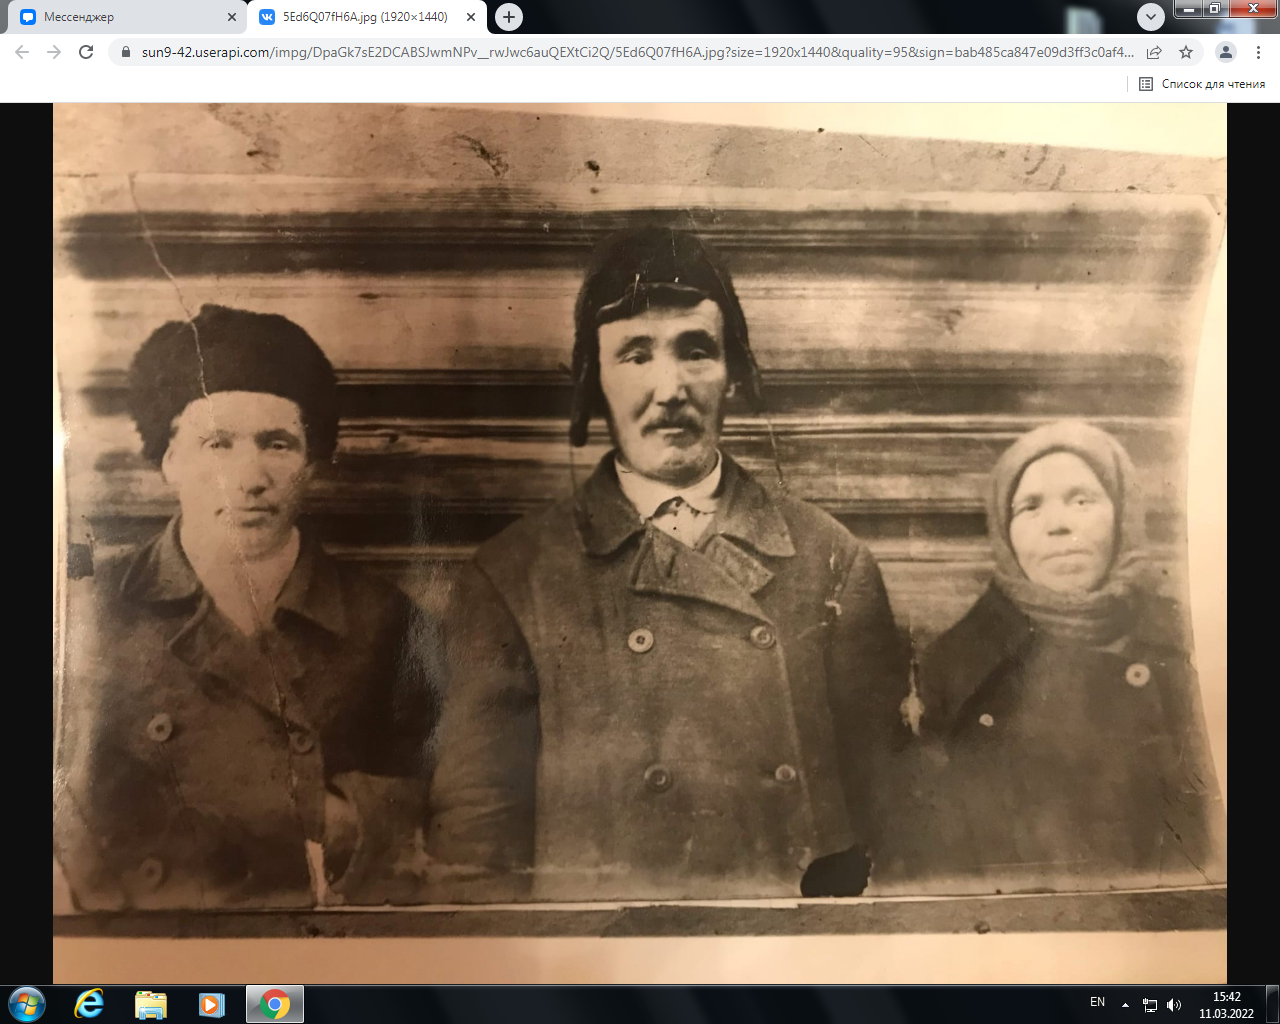 Мессенджер
5Ed6Q07fH6A.jpg (1920×1440)
sun9-42.userapi.com/impg/DpaGk7sE2DCABSJwmNPv__rwJwc6auQEXtCi2Q/5Ed6Q07fH6A.jpg?size=1920x1440&quality=95&sign=bab485ca847e09d3ff3c0af4...
Список для чтения
EN
15:42
11.03.2022